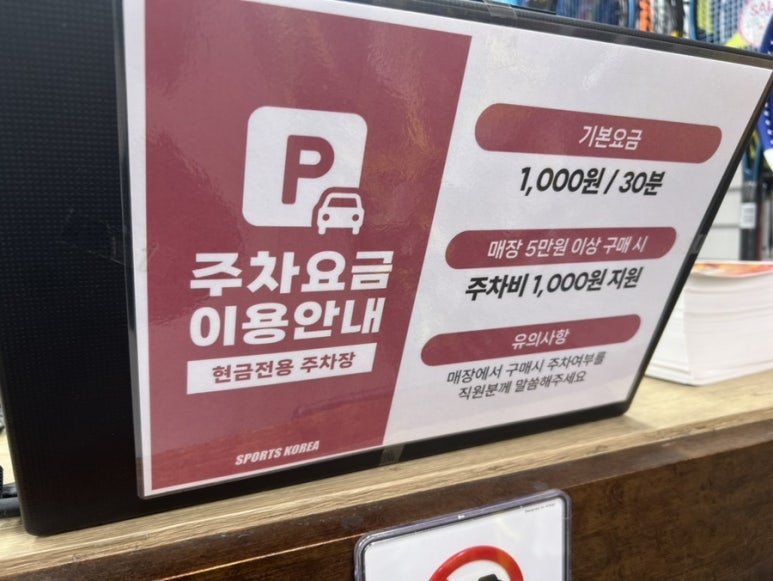 P
주차요금
이용안내
현금전용 주차장
SPORTS KOREA
기본요금
1,000원 / 30분
매장 5만원 이상 구매 시
주차비 1,000원 지원
유의사항
매장에서 구매시 주차여부를
직원분께 말씀해주세요